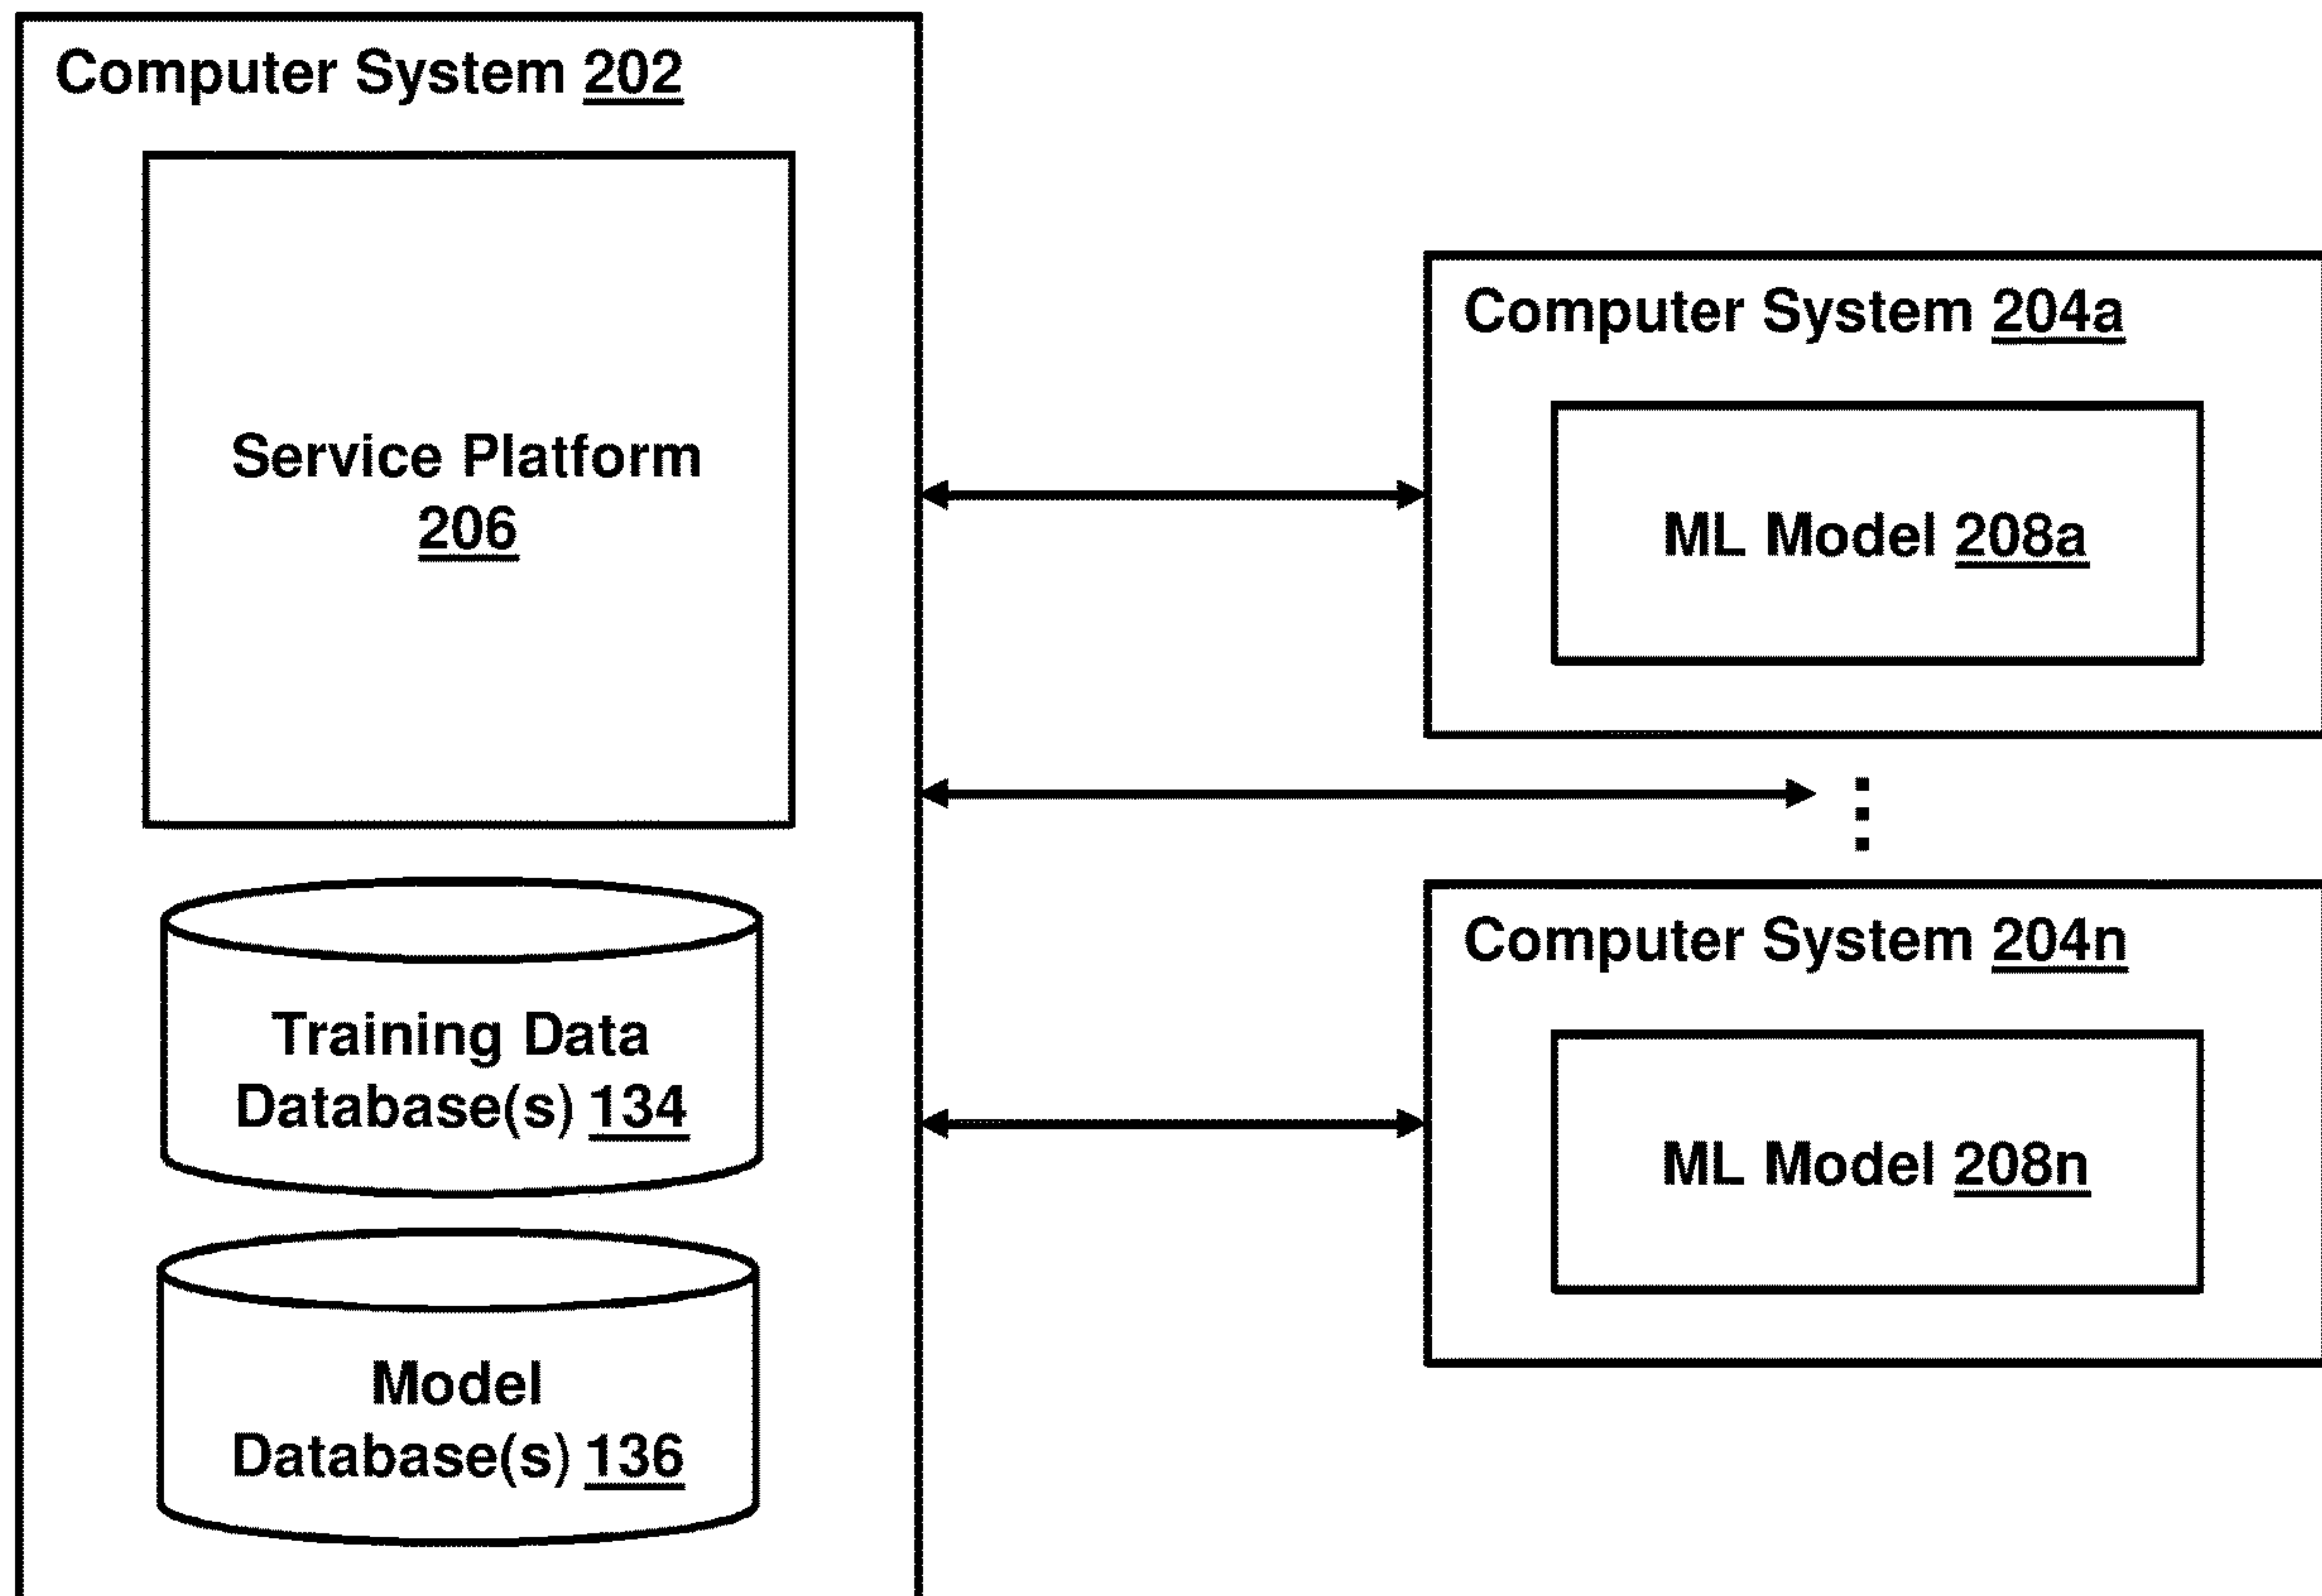 Computer System 202
Service Platform
206
Training Data
Database(s) 134
Model
Database(s) 136
Computer System 204a
ML Model 208a
Computer System 204n
ML Model 208n